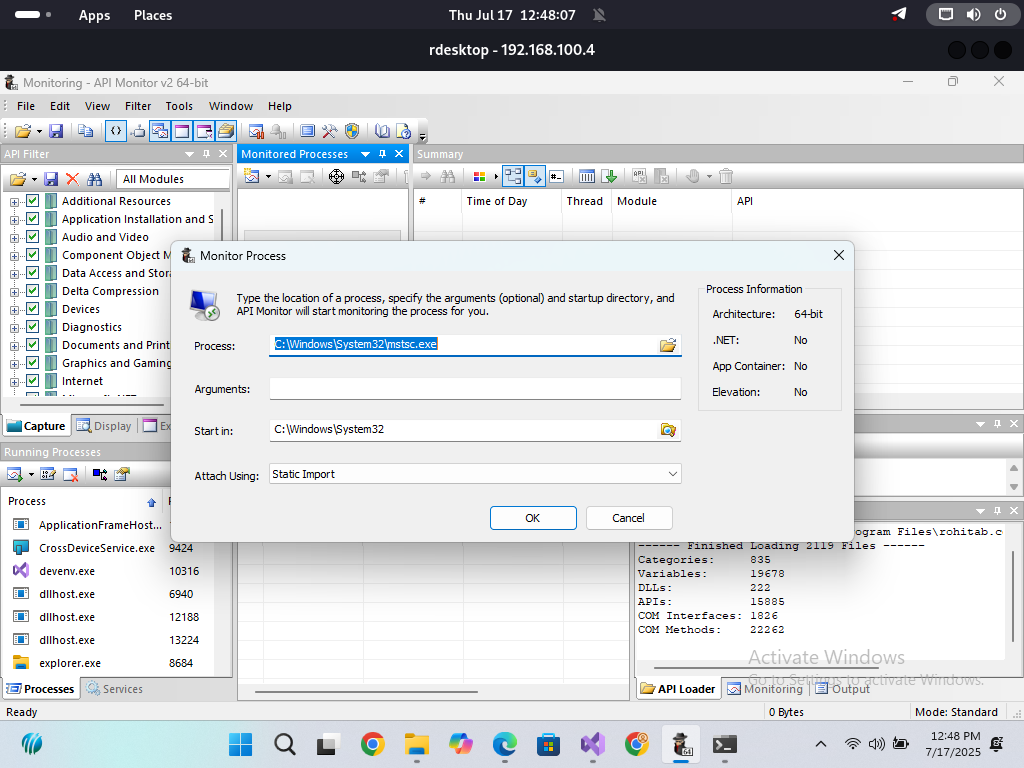 Apps Places Thu Jul 17 12:48:07
rdesktop - 192.168.100.4
Monitoring - API Monitor v2 64-bit
File Edit View Filter Tools Window Help
API Filter
Monitored Processes
Summary
All Modules
# Time of Day Thread Module API
Additional Resources
Application Installation and S
Audio and Video
Component Object M
Data Access and Stora
Delta Compression
Devices
Diagnostics
Documents and Print
Graphics and Gaming
Internet
Capture Display Ex
Monitor Process
Type the location of a process, specify the arguments (optional) and startup directory, and
API Monitor will start monitoring the process for you.
Process: C:\Windows\System32\mstsc.exe
Arguments:
Start in: C:\Windows\System32
Attach Using: Static Import
OK Cancel
Process Information
Architecture: 64-bit
.NET: No
App Container: No
Elevation: No
Running Processes
Process
ApplicationFrameHost...
CrossDeviceService.exe 9424
devenv.exe 10316
dllhost.exe 6940
dllhost.exe 12188
dllhost.exe 13224
explorer.exe 8684
Processes Services
ogram Files\rohitab.c
------ Finished Loading 2119 Files ------
Categories: 835
Variables: 19678
DLLs: 222
APIs: 15885
COM Interfaces: 1826
COM Methods: 22262
Activate Windows
Go to Settings to activate Windows.
API Loader Monitoring Output
Ready 0 Bytes Mode: Standard
64
12:48 PM
7/17/2025